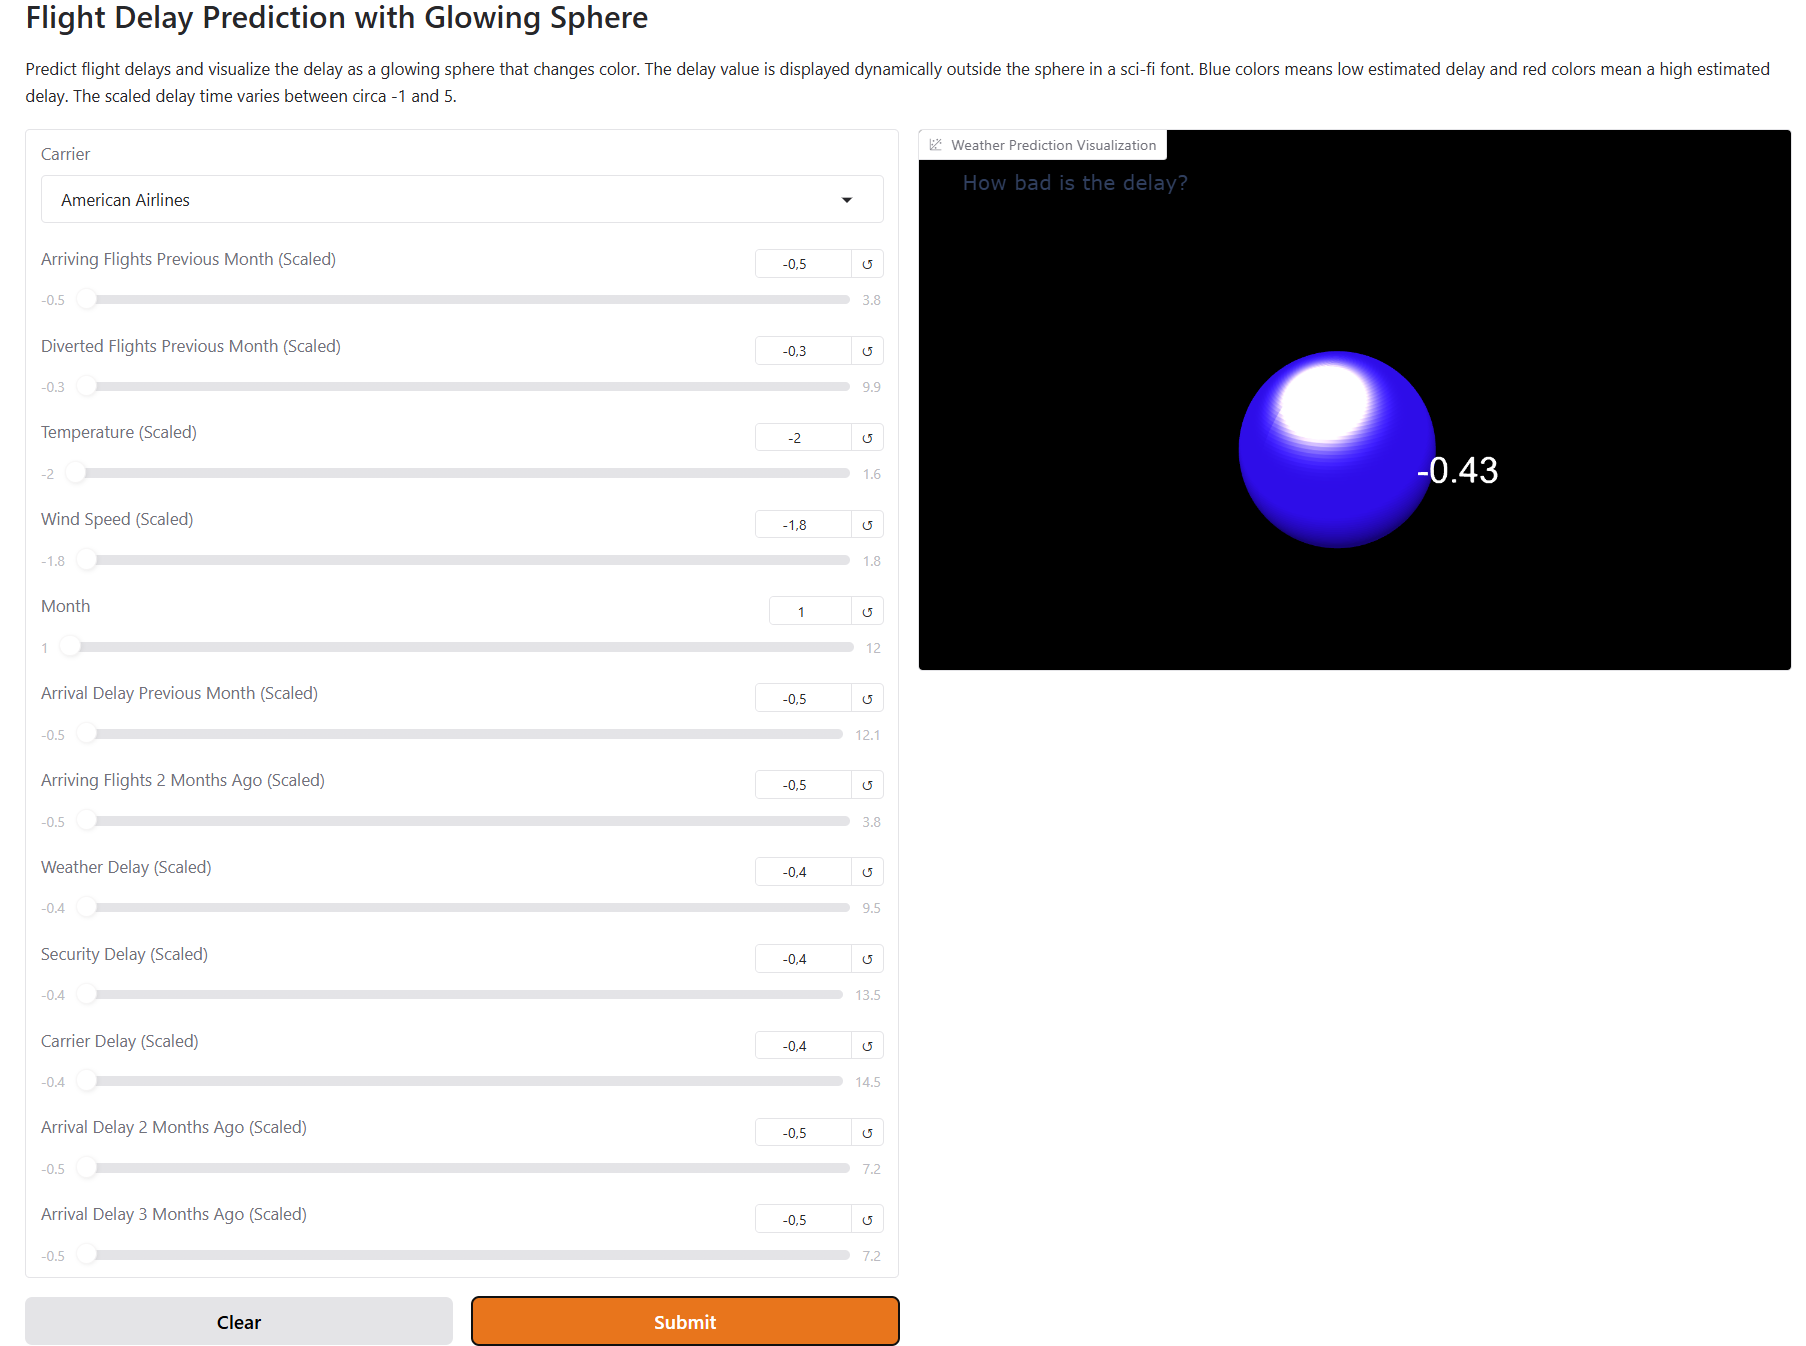 Flight Delay Prediction with Glowing Sphere
Predict flight delays and visualize the delay as a glowing sphere that changes color. The delay value is displayed dynamically outside the sphere in a sci-fi font. Blue colors means low estimated delay and red colors mean a high estimated
delay. The scaled delay time varies between circa -1 and 5.
Carrier
American Airlines
Arriving Flights Previous Month (Scaled)
-0,5
-0.5 3.8
Diverted Flights Previous Month (Scaled)
-0,3
-0.3 9.9
Temperature (Scaled)
-2
-2 1.6
Wind Speed (Scaled)
-1,8
-1.8 1.8
Month
1
1 12
Arrival Delay Previous Month (Scaled)
-0,5
-0.5 12.1
Arriving Flights 2 Months Ago (Scaled)
-0,5
-0.5 3.8
Weather Delay (Scaled)
-0,4
-0.4 9.5
Security Delay (Scaled)
-0,4
-0.4 13.5
Carrier Delay (Scaled)
-0,4
-0.4 14.5
Arrival Delay 2 Months Ago (Scaled)
-0,5
-0.5 7.2
Arrival Delay 3 Months Ago (Scaled)
-0,5
-0.5 7.2
Clear
Submit
Weather Prediction Visualization
How bad is the delay?
-0.43